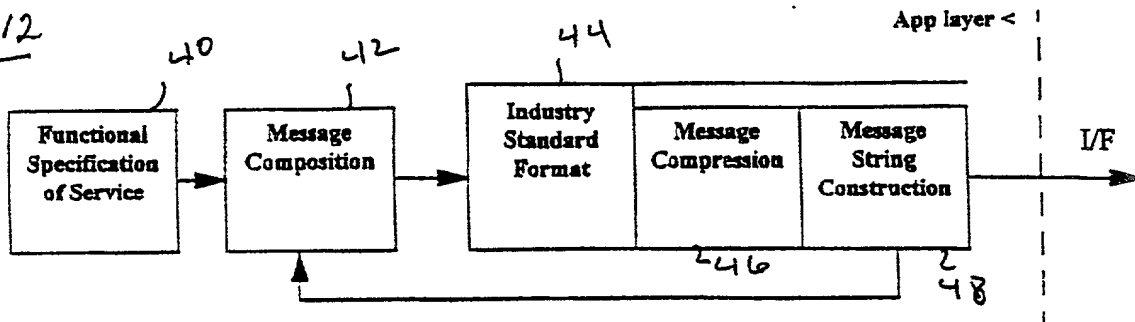 12
40
42
44
App layer <
Functional
Specification
of Service
Message
Composition
Industry
Standard
Format
Message
Compression
Message
String
Construction
I/F
46
48